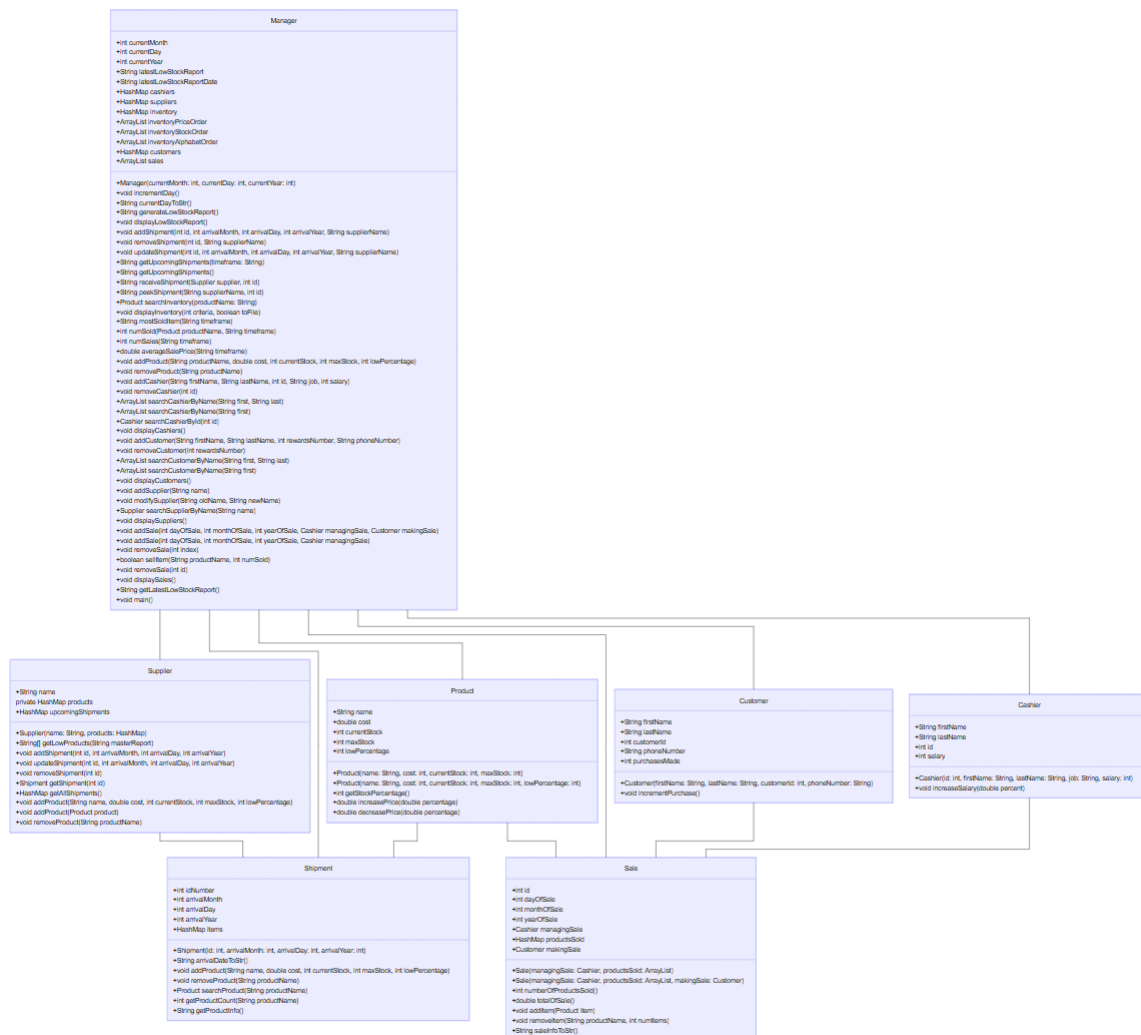 Manager
+int currentMonth
+int currentDay
+int currentYear
+String latestLowStockReport
+String latestLowStockReportDate
+HashMap cashiers
+HashMap suppliers
+HashMap inventory
+ArrayList inventoryPriceOrder
+ArrayList inventoryStockOrder
+ArrayList inventoryAlphabetOrder
+HashMap customers
+ArrayList sales
+Manager(currentMonth: int, currentDay: int, currentYear: int)
+void incrementDay()
+String currentDayToStr()
+String generateLowStockReport()
+void displayLowStockReport()
+void addShipment(int id, int arrivalMonth, int arrivalDay, int arrivalYear, String supplierName)
+void removeShipment(int id, String supplierName)
+void updateShipment(int id, int arrivalMonth, int arrivalDay, int arrivalYear, String supplierName)
+String getUpcomingShipments(timeframe: String)
+String getUpcomingShipments()
+String receiveShipment(Supplier supplier, int id)
+String peekShipment(String supplierName, int id)
+Product searchInventory(productName: String)
+void displayInventory(int criteria, boolean toFile)
+String mostSoldItem(String timeframe)
+int numSold(Product productName, String timeframe)
+int numSales(String timeframe)
+double averageSalePrice(String timeframe)
+void addProduct(String productName, double cost, int currentStock, int maxStock, int lowPercentage)
+void removeProduct(String productName)
+void addCashier(String firstName, String lastName, int id, String job, int salary)
+void removeCashier(int id)
+ArrayList searchCashierByName(String first, String last)
+ArrayList searchCashierByName(String first)
+Cashier searchCashierById(int id)
+void displayCashiers()
+void addCustomer(String firstName, String lastName, int rewardsNumber, String phoneNumber)
+void removeCustomer(int rewardsNumber)
+ArrayList searchCustomerByName(String first, String last)
+ArrayList searchCustomerByName(String first)
+void displayCustomers()
+void addSupplier(String name)
+void modifySupplier(String oldName, String newName)
+Supplier searchSupplierByName(String name)
+void displaySuppliers()
+void addSale(int dayOfSale, int monthOfSale, int yearOfSale, Cashier managingSale, Customer makingSale)
+void addSale(int dayOfSale, int monthOfSale, int yearOfSale, Cashier managingSale)
+void removeSale(int index)
+boolean sellItem(String productName, int numSold)
+void removeSale(int id)
+void displaySales()
+String getLatestLowStockReport()
+void main()
Supplier
+String name
private HashMap products
+HashMap upcomingShipments
+Supplier(name: String, products: HashMap)
+String[] getLowProducts(String masterReport)
+void addShipment(int id, int arrivalMonth, int arrivalDay, int arrivalYear)
+void updateShipment(int id, int arrivalMonth, int arrivalDay, int arrivalYear)
+void removeShipment(int id)
+Shipment getShipment(int id)
+HashMap getAllShipments()
+void addProduct(String name, double cost, int currentStock, int maxStock, int lowPercentage)
+void addProduct(Product product)
+void removeProduct(String productName)
Product
+String name
+double cost
+int currentStock
+int maxStock
+int lowPercentage
+Product(name: String, cost: int, currentStock: int, maxStock: int)
+Product(name: String, cost: int, currentStock: int, maxStock: int, lowPercentage: int)
+int getStockPercentage()
+double increasePrice(double percentage)
+double decreasePrice(double percentage)
Customer
+String firstName
+String lastName
+int customerId
+String phoneNumber
+int purchasesMade
+Customer(firstName: String, lastName: String, customerId: int, phoneNumber: String)
+void incrementPurchase()
Cashier
+String firstName
+String lastName
+int id
+int salary
+Cashier(id: int, firstName: String, lastName: String, job: String, salary: int)
+void increaseSalary(double percent)
Shipment
+int idNumber
+int arrivalMonth
+int arrivalDay
+int arrivalYear
+HashMap items
+Shipment(id: int, arrivalMonth: int, arrivalDay: int, arrivalYear: int)
+String arrivalDateToStr()
+void addProduct(String name, double cost, int currentStock, int maxStock, int lowPercentage)
+void removeProduct(String productName)
+Product searchProduct(String productName)
+int getProductCount(String productName)
+String getProductInfo()
Sale
+int id
+int dayOfSale
+int monthOfSale
+int yearOfSale
+Cashier managingSale
+HashMap productsSold
+Customer makingSale
+Sale(managingSale: Cashier, productsSold: ArrayList)
+Sale(managingSale: Cashier, productsSold: ArrayList, makingSale: Customer)
+int numberOfProductsSold()
+double totalOfSale()
+void addItem(Product item)
+void removeItem(String productName, int numItems)
+String saleInfoToStr()